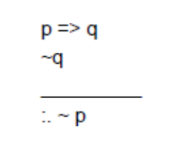 p => q
~q
∴ ~ p